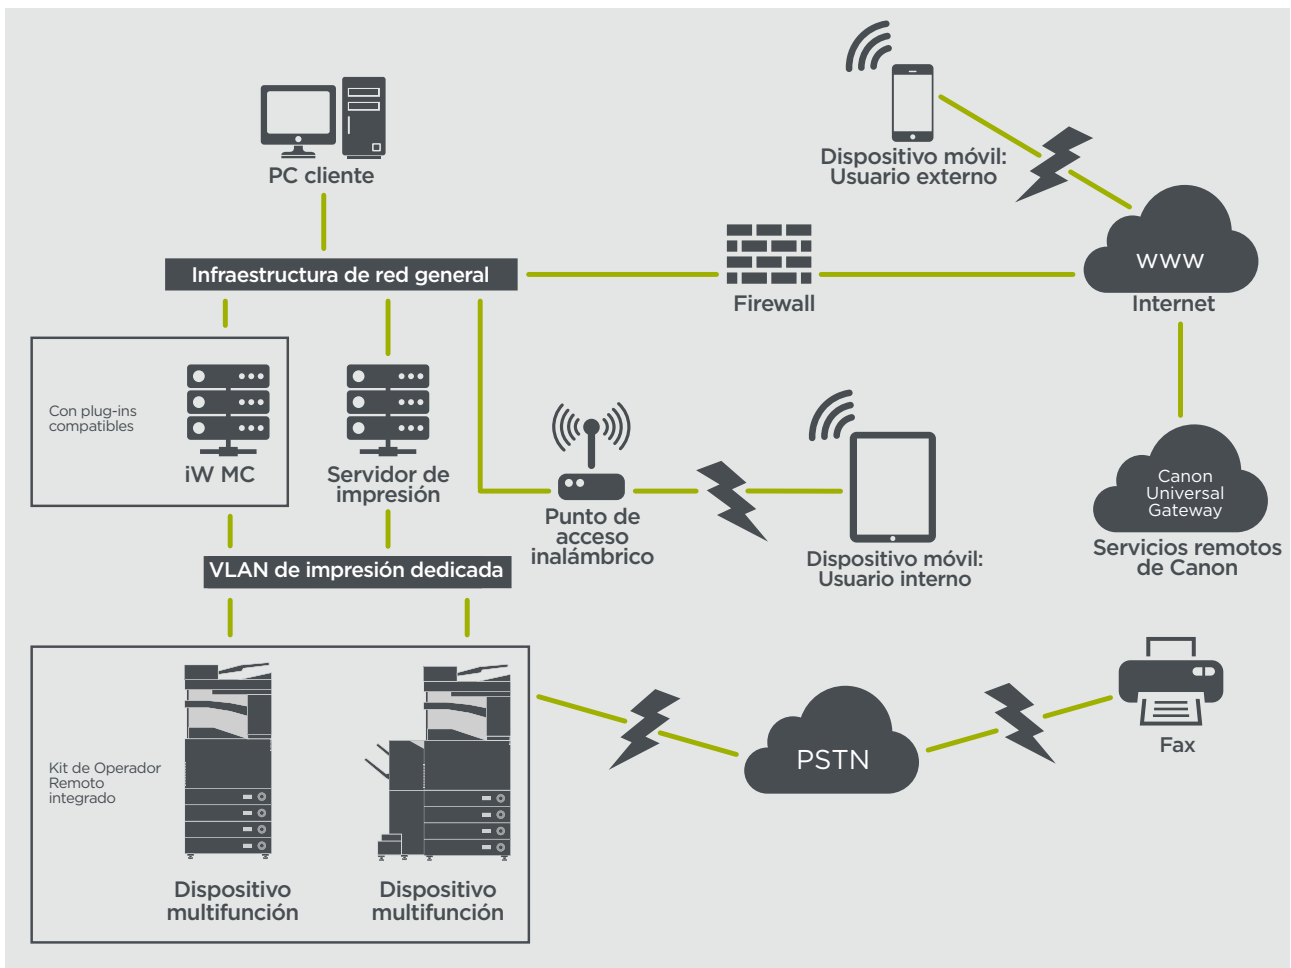 PC cliente
Dispositivo móvil:
Usuario externo
Infraestructura de red general
Firewall
www
Internet
Con plug-ins
compatibles
iW MC
Servidor de
impresión
Punto de
acceso
inalámbrico
Dispositivo móvil:
Usuario interno
Canon
Universal
Gateway
Servicios remotos
de Canon
VLAN de impresión dedicada
Kit de Operador
Remoto
integrado
Dispositivo
multifunción
Dispositivo
multifunción
PSTN
Fax